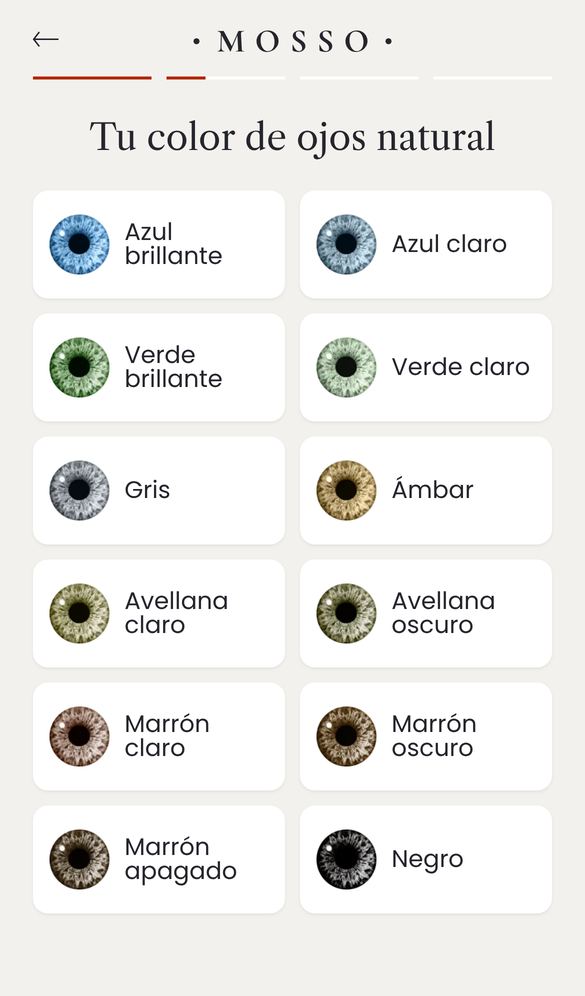 · MOSSO ·
Tu color de ojos natural
Azul
brillante
Azul claro
Verde
brillante
Verde claro
Gris
Ámbar
Avellana
claro
Avellana
oscuro
Marrón
claro
Marrón
oscuro
Marrón
apagado
Negro